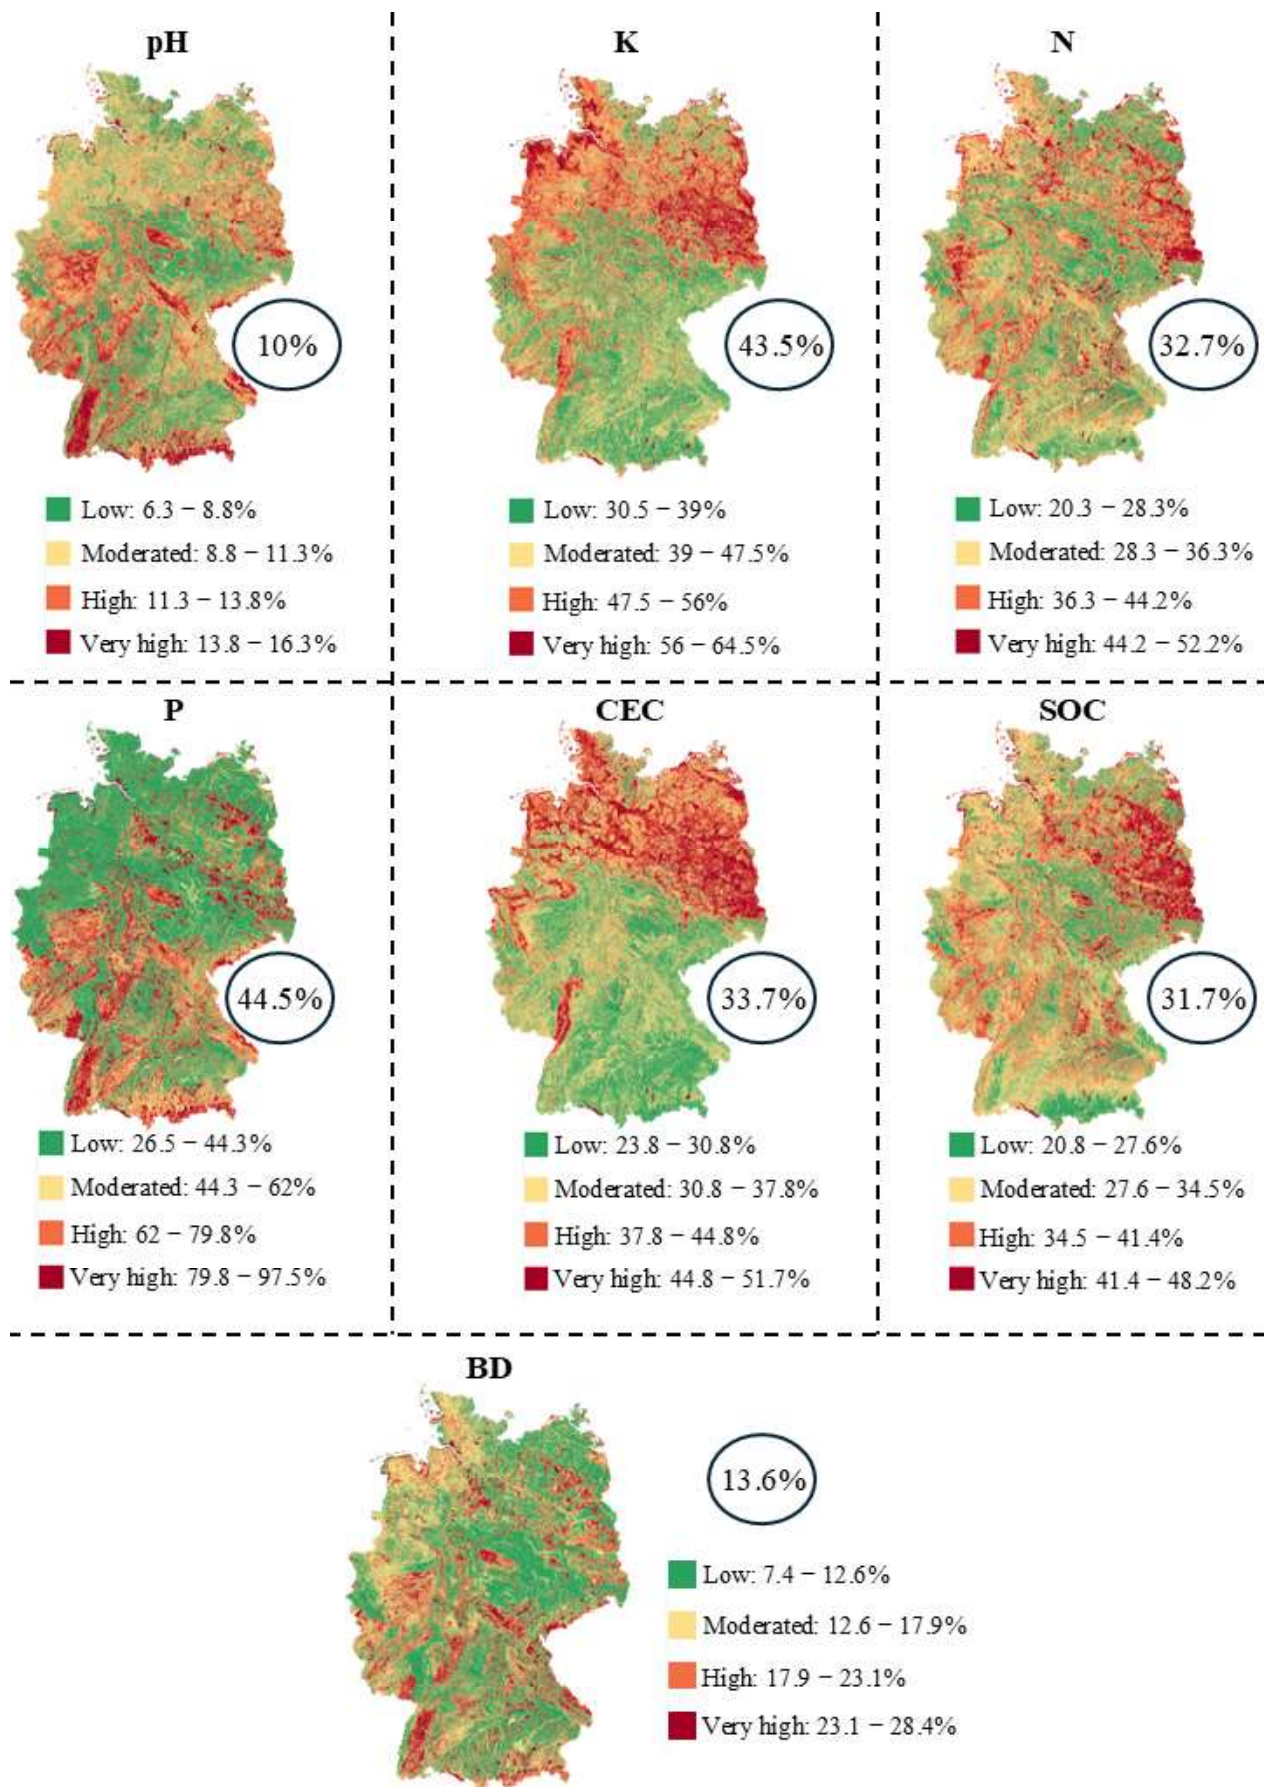 pH
10%
Low: 6.3 – 8.8%
Moderated: 8.8 – 11.3%
High: 11.3 – 13.8%
Very high: 13.8 – 16.3%
K
43.5%
Low: 30.5 – 39%
Moderated: 39 – 47.5%
High: 47.5 – 56%
Very high: 56 – 64.5%
N
32.7%
Low: 20.3 – 28.3%
Moderated: 28.3 – 36.3%
High: 36.3 – 44.2%
Very high: 44.2 – 52.2%
P
44.5%
Low: 26.5 – 44.3%
Moderated: 44.3 – 62%
High: 62 – 79.8%
Very high: 79.8 – 97.5%
CEC
33.7%
Low: 23.8 – 30.8%
Moderated: 30.8 – 37.8%
High: 37.8 – 44.8%
Very high: 44.8 – 51.7%
SOC
31.7%
Low: 20.8 – 27.6%
Moderated: 27.6 – 34.5%
High: 34.5 – 41.4%
Very high: 41.4 – 48.2%
BD
13.6%
Low: 7.4 – 12.6%
Moderated: 12.6 – 17.9%
High: 17.9 – 23.1%
Very high: 23.1 – 28.4%